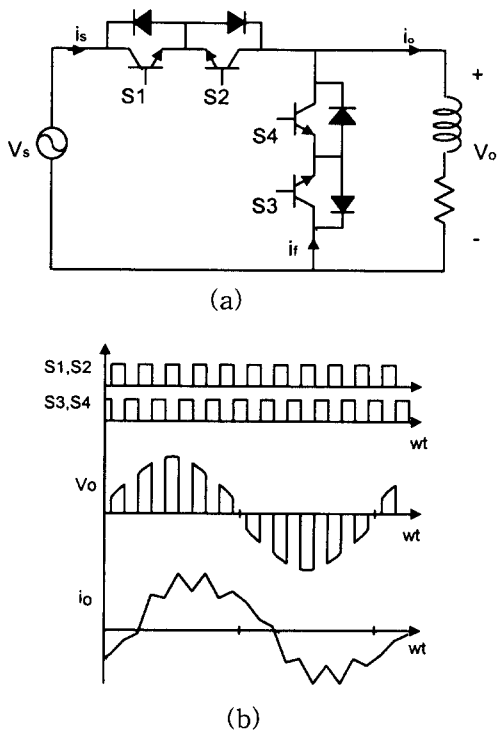 (a)
is
io
S1
S2
+
Vs
S4
Vo
S3
-
if
(a)
S1,S2
S3,S4
wt
Vo
wt
io
wt
(b)